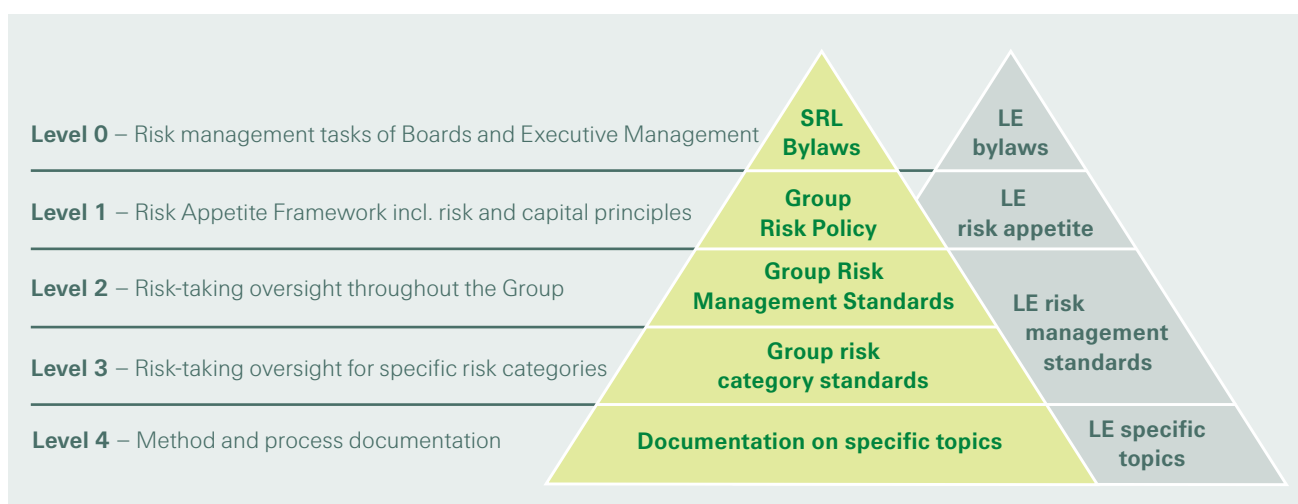 Level 0 – Risk management tasks of Boards and Executive Management
SRL
Bylaws
LE
bylaws
Level 1 – Risk Appetite Framework incl. risk and capital principles
Group
Risk Policy
LE
risk appetite
Level 2 – Risk-taking oversight throughout the Group
Group Risk
Management Standards
LE risk
management
standards
Level 3 – Risk-taking oversight for specific risk categories
Group risk
category standards
Level 4 – Method and process documentation
Documentation on specific topics
LE specific
topics